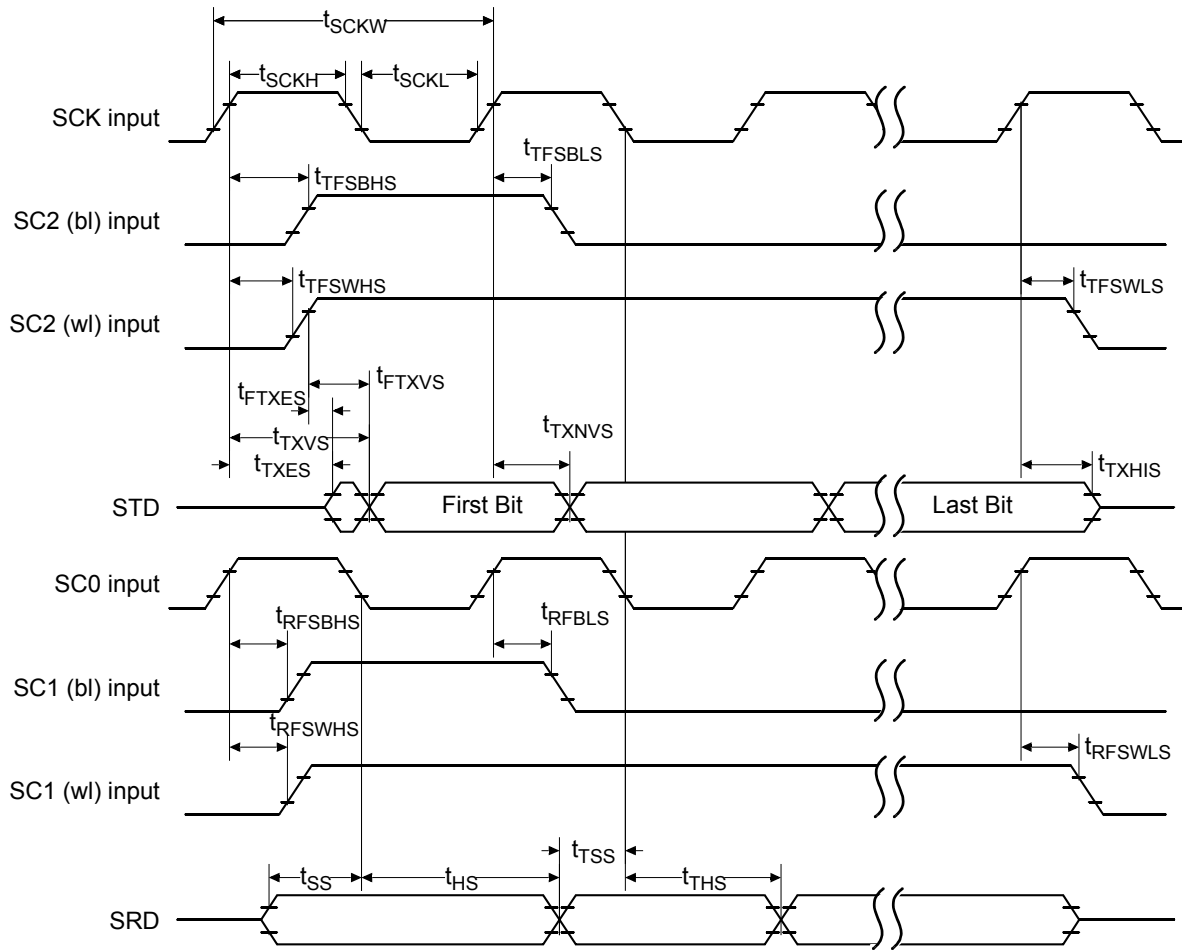 tSCKW
tSCKH
tSCKL
SCK input
tTFSBLS
tTFSBHS
SC2 (bl) input
tTFSWHS
tTFSWLS
SC2 (wl) input
tFTXVS
tFTXES
tTXVS
tTXNVS
tTXES
tTXHIS
STD
First Bit
Last Bit
SC0 input
tRFSBHS
tRFBLS
SC1 (bl) input
tRFSWHS
tRFSWLS
SC1 (wl) input
tTSS
tSS
tHS
tTHS
SRD